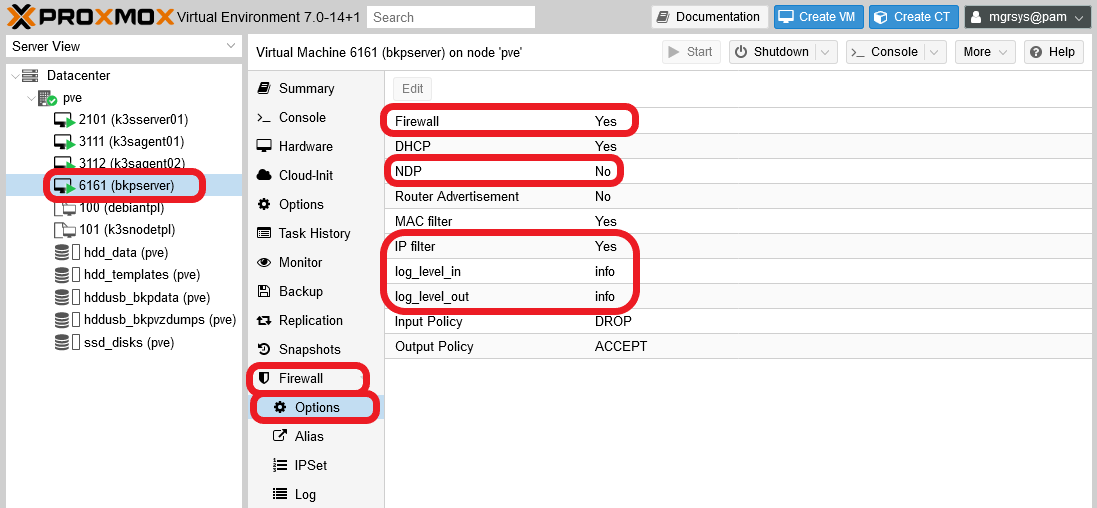 PROXMOX Virtual Environment 7.0-14+1 Search Documentation Create VM Create CT mgrsys@pam
Server View
Datacenter
pve
2101 (k3sserver01)
3111 (k3sagent01)
3112 (k3sagent02)
6161 (bkpserver)
100 (debiantpl)
101 (k3snodetpl)
hdd_data (pve)
hdd_templates (pve)
hddusb_bkpdata (pve)
hddusb_bkpvzdumps (pve)
ssd_disks (pve)
Virtual Machine 6161 (bkpserver) on node 'pve' Start Shutdown Console More Help
Summary
Console
Hardware
Cloud-Init
Options
Task History
Monitor
Backup
Replication
Snapshots
Firewall
Options
Alias
IPSet
Log
Edit
Firewall Yes
DHCP Yes
NDP No
Router Advertisement No
MAC filter Yes
IP filter Yes
log_level_in info
log_level_out info
Input Policy DROP
Output Policy ACCEPT